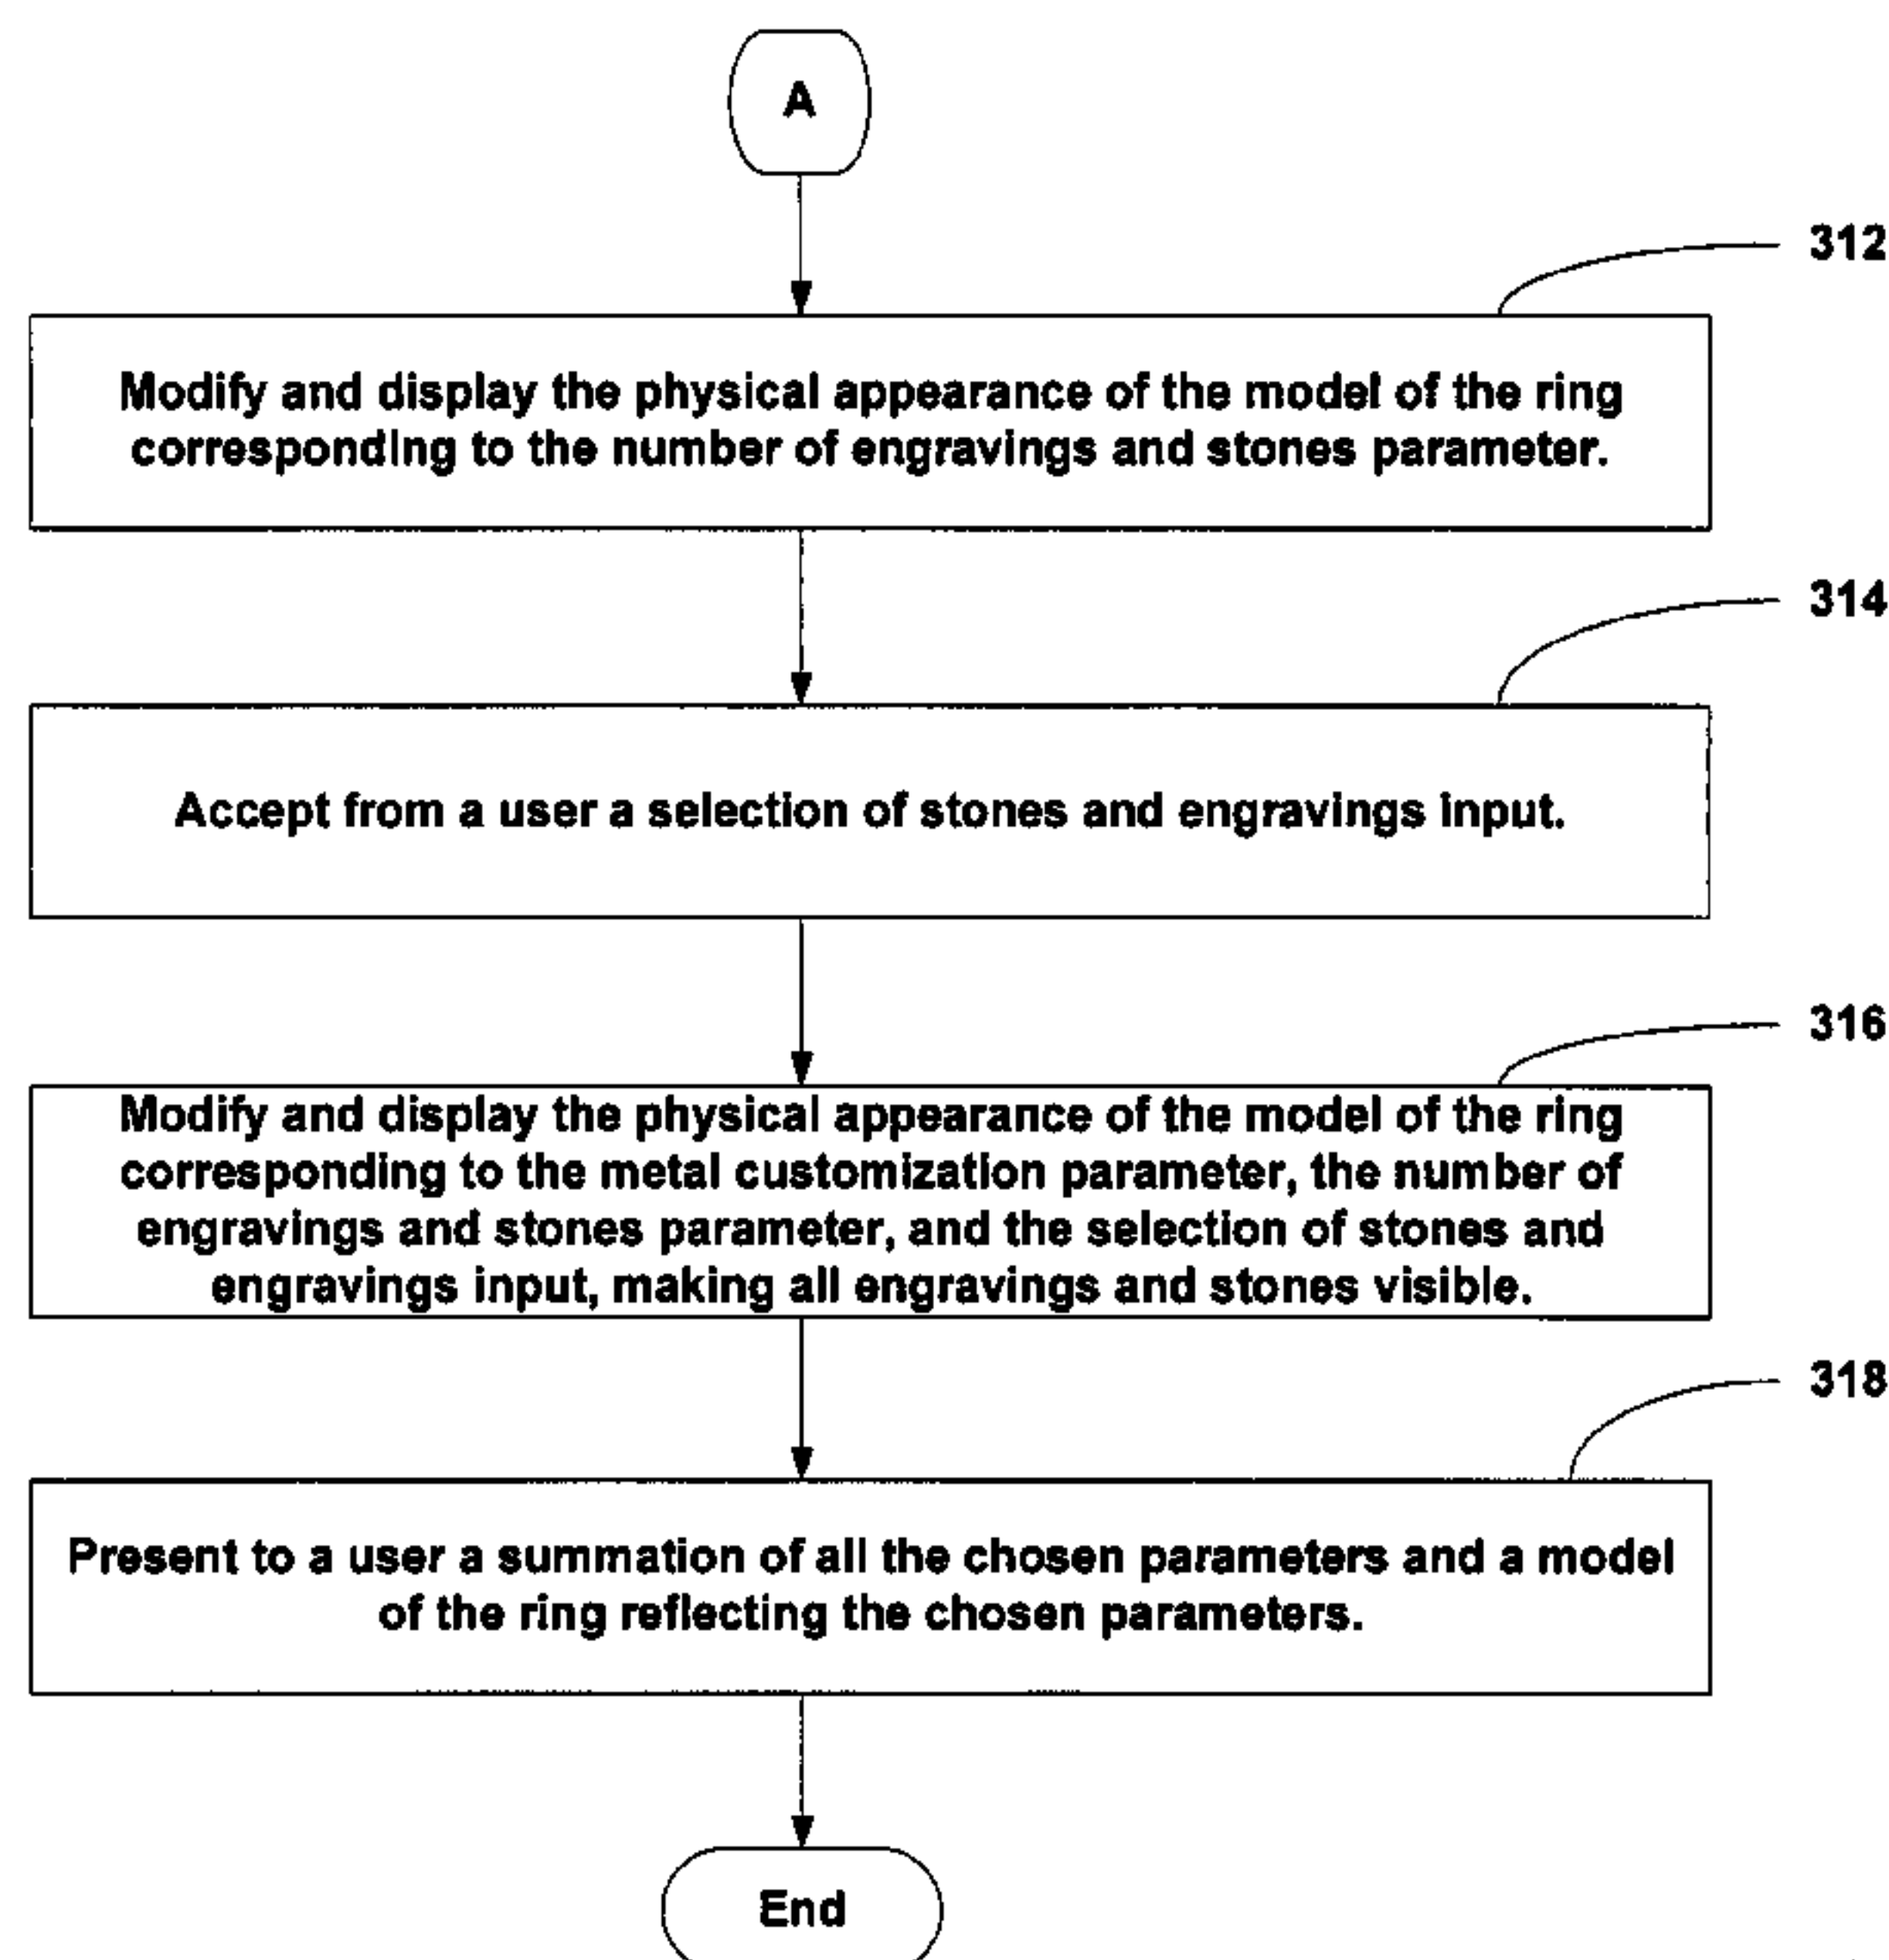 A
312
Modify and display the physical appearance of the model of the ring
corresponding to the number of engravings and stones parameter.
314
Accept from a user a selection of stones and engravings input.
316
Modify and display the physical appearance of the model of the ring
corresponding to the metal customization parameter, the number of
engravings and stones parameter, and the selection of stones and
engravings input, making all engravings and stones visible.
318
Present to a user a summation of all the chosen parameters and a model
of the ring reflecting the chosen parameters.
End